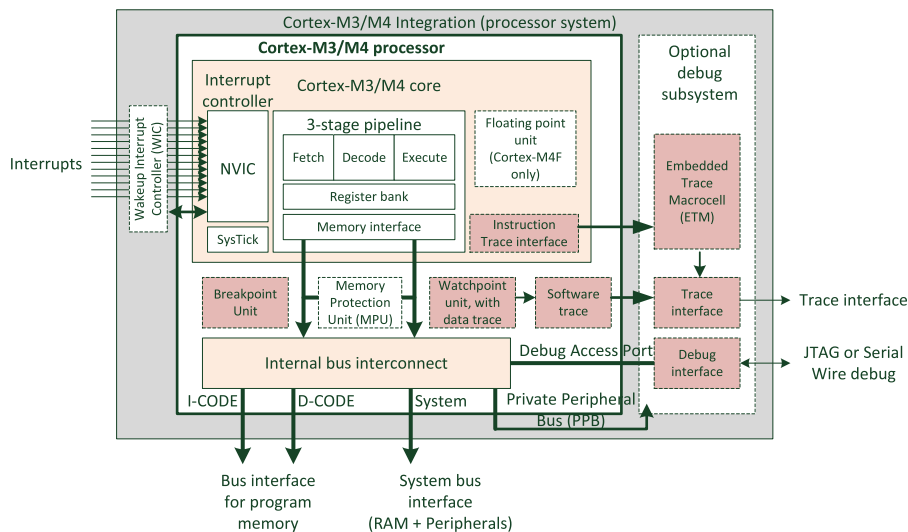 Cortex-M3/M4 Integration (processor system)
Cortex-M3/M4 processor
Optional
debug
subsystem
Cortex-M3/M4 core
Interrupt
controller
3-stage pipeline
Fetch
Decode
Execute
Floating point
unit
(Cortex-M4F
only)
Wakeup Interrupt
Controller (WIC)
Interrupts
NVIC
Register bank
Memory interface
SysTick
Instruction
Trace interface
Embedded
Trace
Macrocell
(ETM)
Breakpoint
Unit
Memory
Protection
Unit (MPU)
Watchpoint
unit, with
data trace
Software
trace
Trace
interface
Trace interface
Internal bus interconnect
Debug Access Port
Debug
interface
JTAG or Serial
Wire debug
I-CODE
D-CODE
System
Private Peripheral
Bus (PPB)
Bus interface
for program
memory
System bus
interface
(RAM + Peripherals)